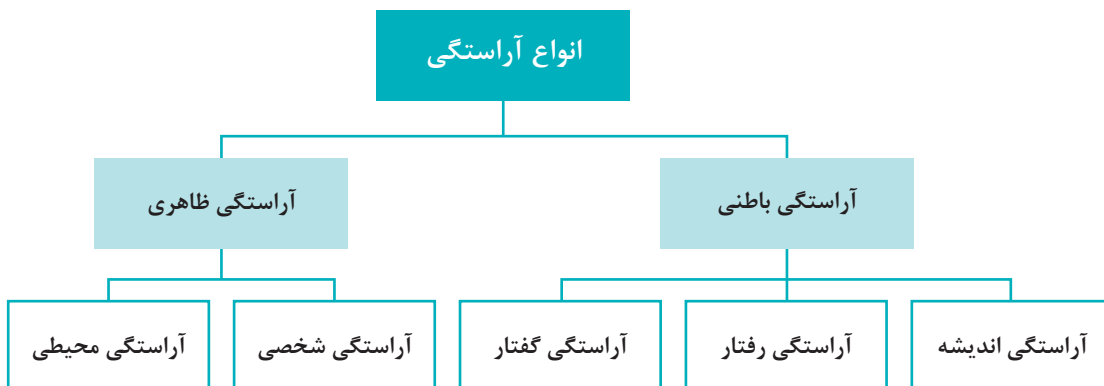 انواع آراستگی
آراستگی باطنی
آراستگی ظاهری
آراستگی اندیشه
آراستگی رفتار
آراستگی گفتار
آراستگی شخصی
آراستگی محیطی